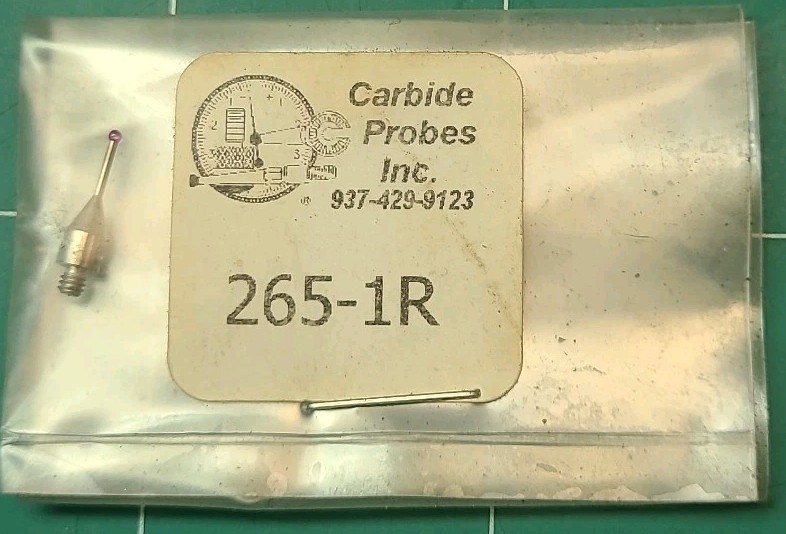 Carbide
Probes
Inc.
®
937-429-9123
265-1R